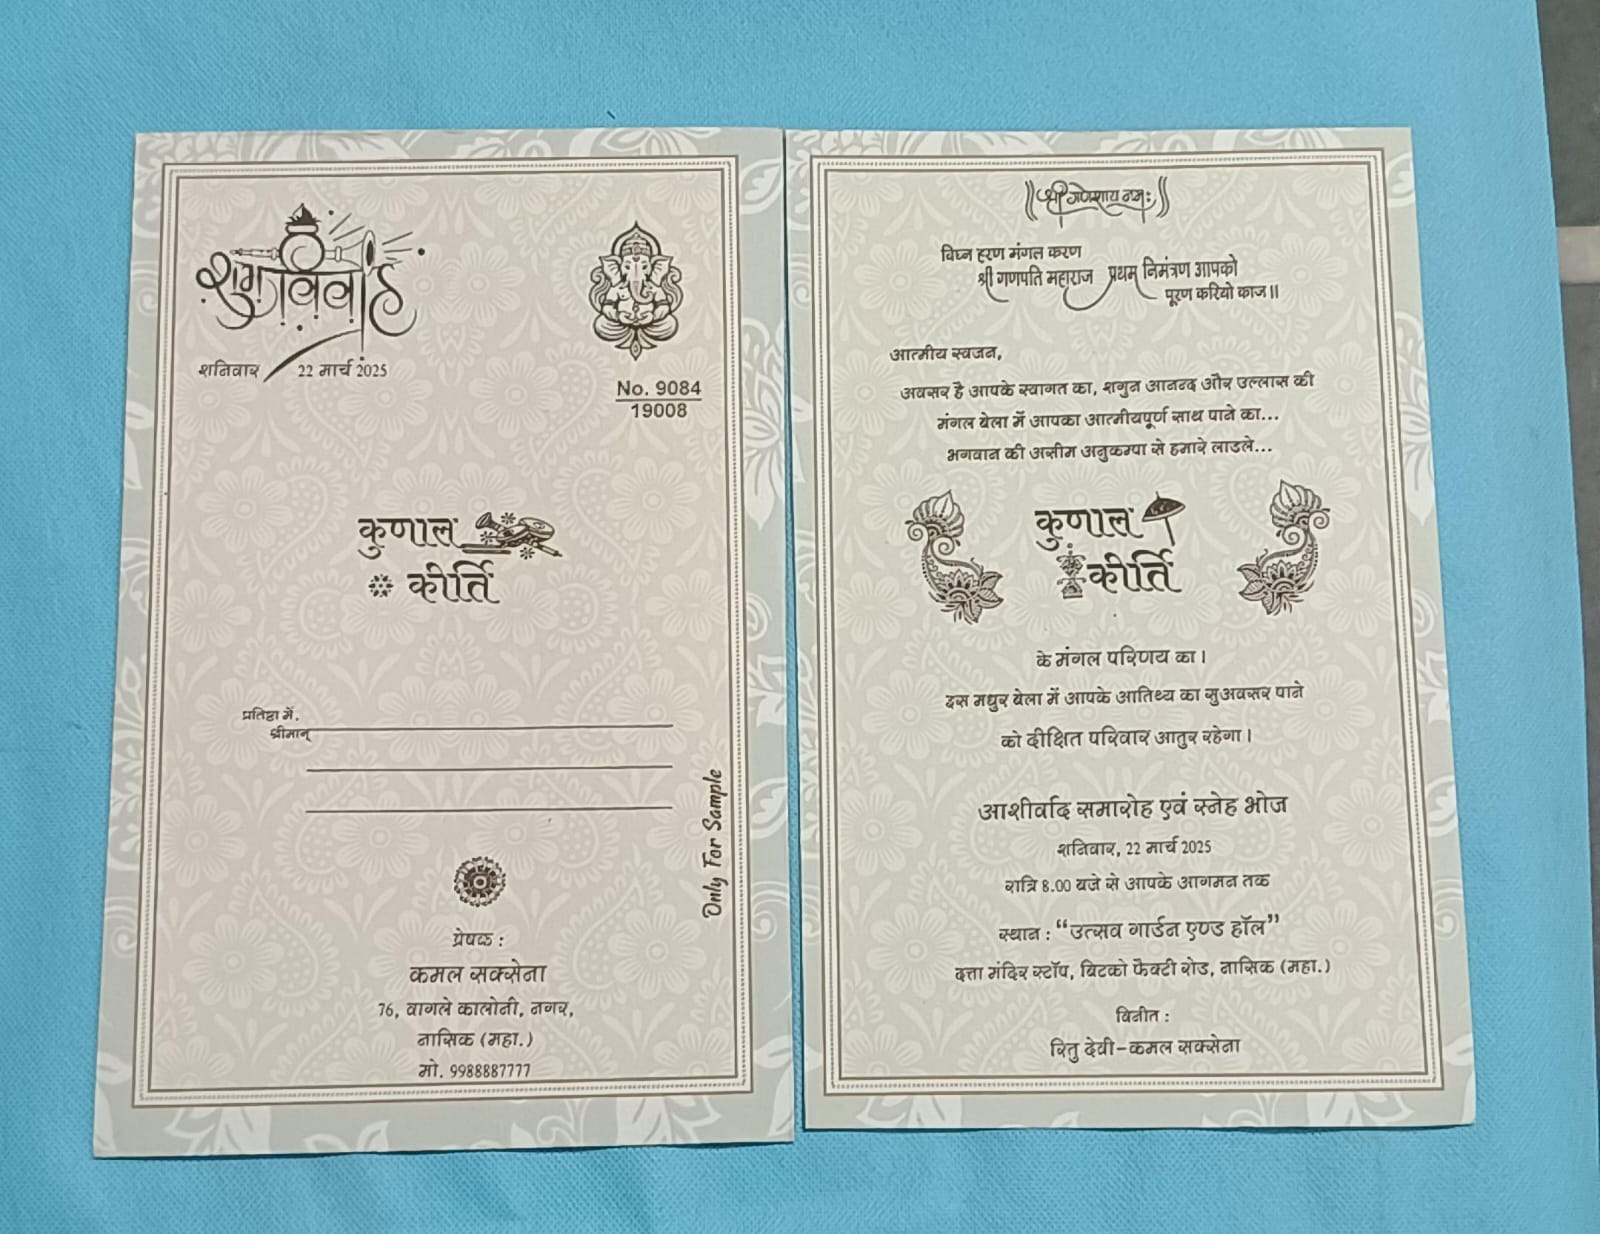 शुभ विवाह
शनिवार 22 मार्च 2025
No. 9084
19008
कुणाल
कीर्ति
प्रतिष्ठा में,
श्रीमान्
Only For Sample
प्रेषक :
कमल सक्सेना
76, वागले कालोनी, नगर,
नासिक (महा.)
मो. 9988887777
श्री गणेशाय नमः
विघ्न हरण मंगल करण
श्री गणपति महाराज प्रथम् निमंत्रण आपको
पूरण करियो काज॥
आत्मीय स्वजन,
अवसर है आपके स्वागत का, शगुन आनन्द और उल्लास की
मंगल बेला में आपका आत्मीयपूर्ण साथ पाने का...
भगवान की असीम अनुकम्पा से हमारे लाडले...
कुणाल
कीर्ति
के मंगल परिणय का।
इस मधुर बेला में आपके आतिथ्य का सुअवसर पाने
को दीक्षित परिवार आतुर रहेगा।
आशीर्वाद समारोह एवं स्नेह भोज
शनिवार, 22 मार्च 2025
रात्रि 8.00 बजे से आपके आगमन तक
स्थान : “उत्सव गार्डन एण्ड हॉल”
दत्ता मंदिर स्टॉप, बिटको फैक्टी रोड, नासिक (महा.)
विनीत :
रितु देवी-कमल सक्सेना